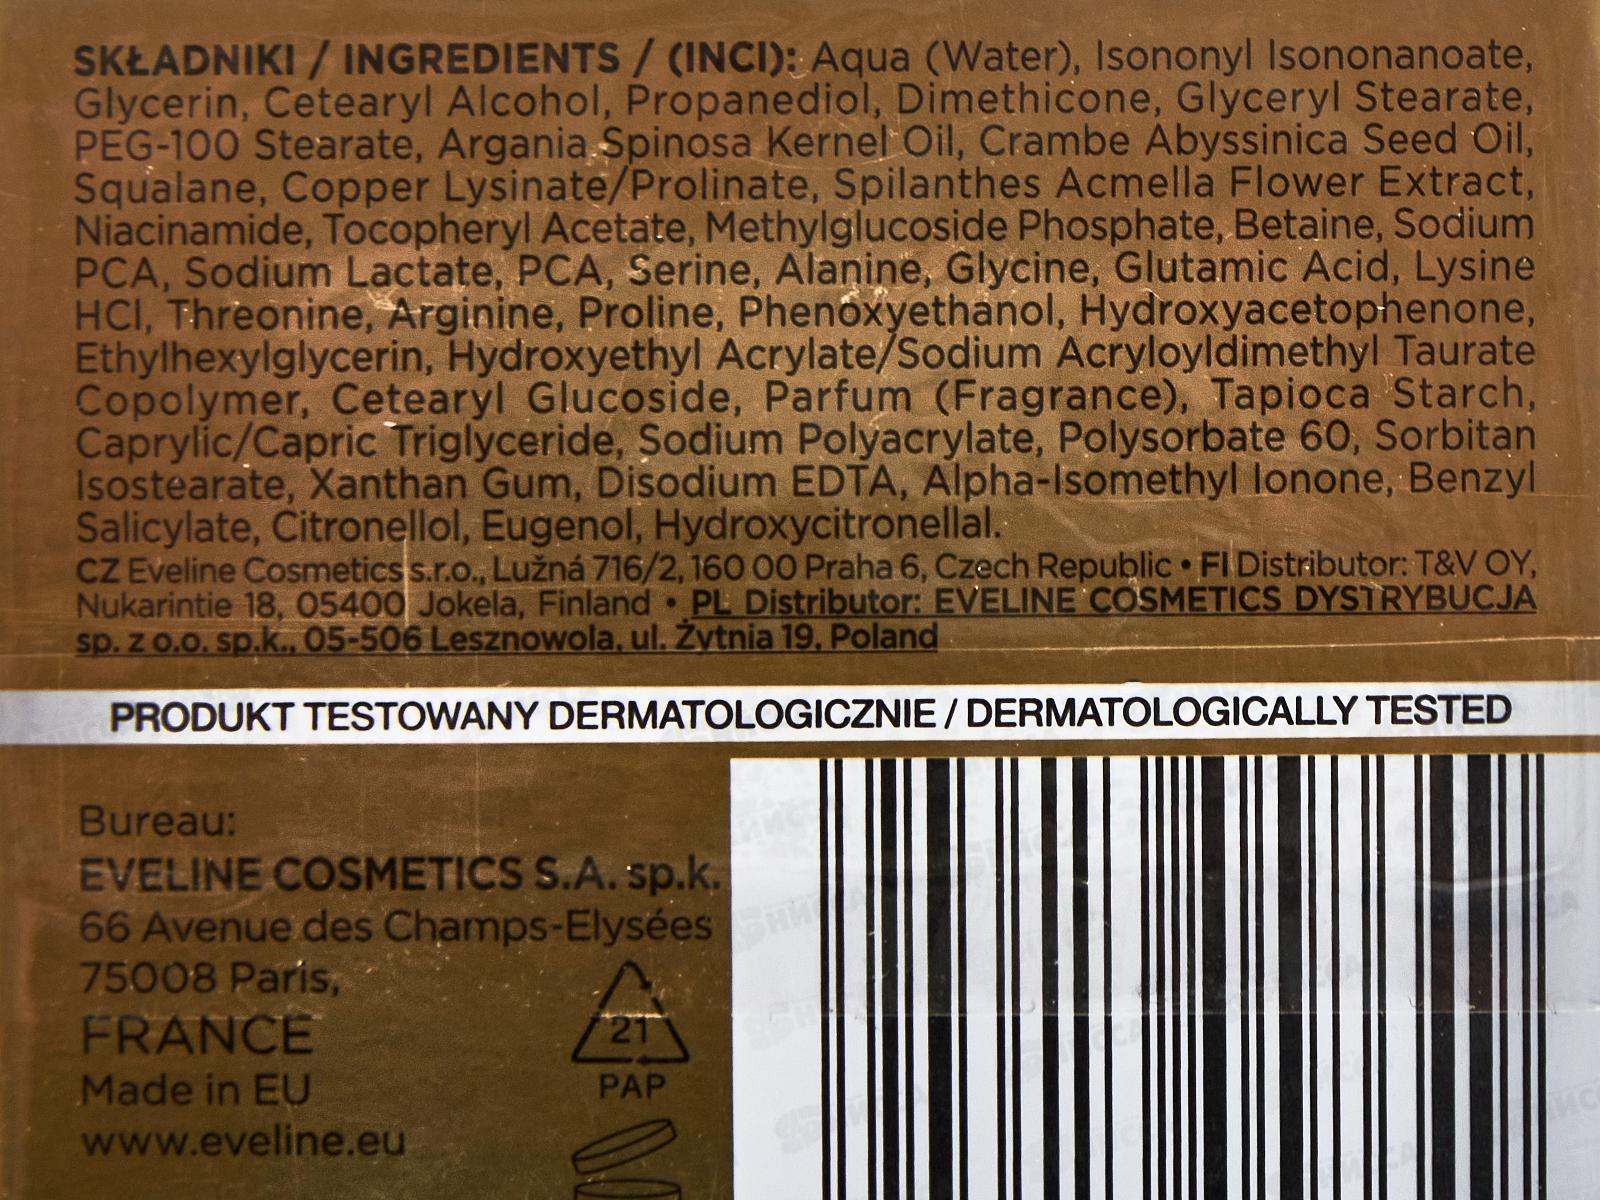 SKŁADNIKI / INGREDIENTS / (INCI): Aqua (Water), Isononyl Isononanoate,
Glycerin, Cetearyl Alcohol, Propanediol, Dimethicone, Glyceryl Stearate,
PEG-100 Stearate, Argania Spinosa Kernel Oil, Crambe Abyssinica Seed Oil,
Squalane, Copper Lysinate/Prolinate, Spilanthes Acmella Flower Extract,
Niacinamide, Tocopheryl Acetate, Methylglucoside Phosphate, Betaine, Sodium
PCA, Sodium Lactate, PCA, Serine, Alanine, Glycine, Glutamic Acid, Lysine
HCl, Threonine, Arginine, Proline, Phenoxyethanol, Hydroxyacetophenone,
Ethylhexylglycerin, Hydroxyethyl Acrylate/Sodium Acryloyldimethyl Taurate
Copolymer, Cetearyl Glucoside, Parfum (Fragrance), Tapioca Starch,
Caprylic/Capric Triglyceride, Sodium Polyacrylate, Polysorbate 60, Sorbitan
Isostearate, Xanthan Gum, Disodium EDTA, Alpha-Isomethyl Ionone, Benzyl
Salicylate, Citronellol, Eugenol, Hydroxycitronellal.
CZ Eveline Cosmetics s.r.o., Lužná 716/2, 160 00 Praha 6, Czech Republic • FI Distributor: T&V OY,
Nukarintie 18, 05400 Jokela, Finland • PL Distributor: EVELINE COSMETICS DYSTRYBUCJA
sp. z o.o. sp.k., 05-506 Lesznowola, ul. Żytnia 19, Poland
PRODUKT TESTOWANY DERMATOLOGICZNIE / DERMATOLOGICALLY TESTED
Bureau:
EVELINE COSMETICS S.A. sp.k.
66 Avenue des Champs-Elysées
75008 Paris,
FRANCE
Made in EU
www.eveline.eu
21
PAP